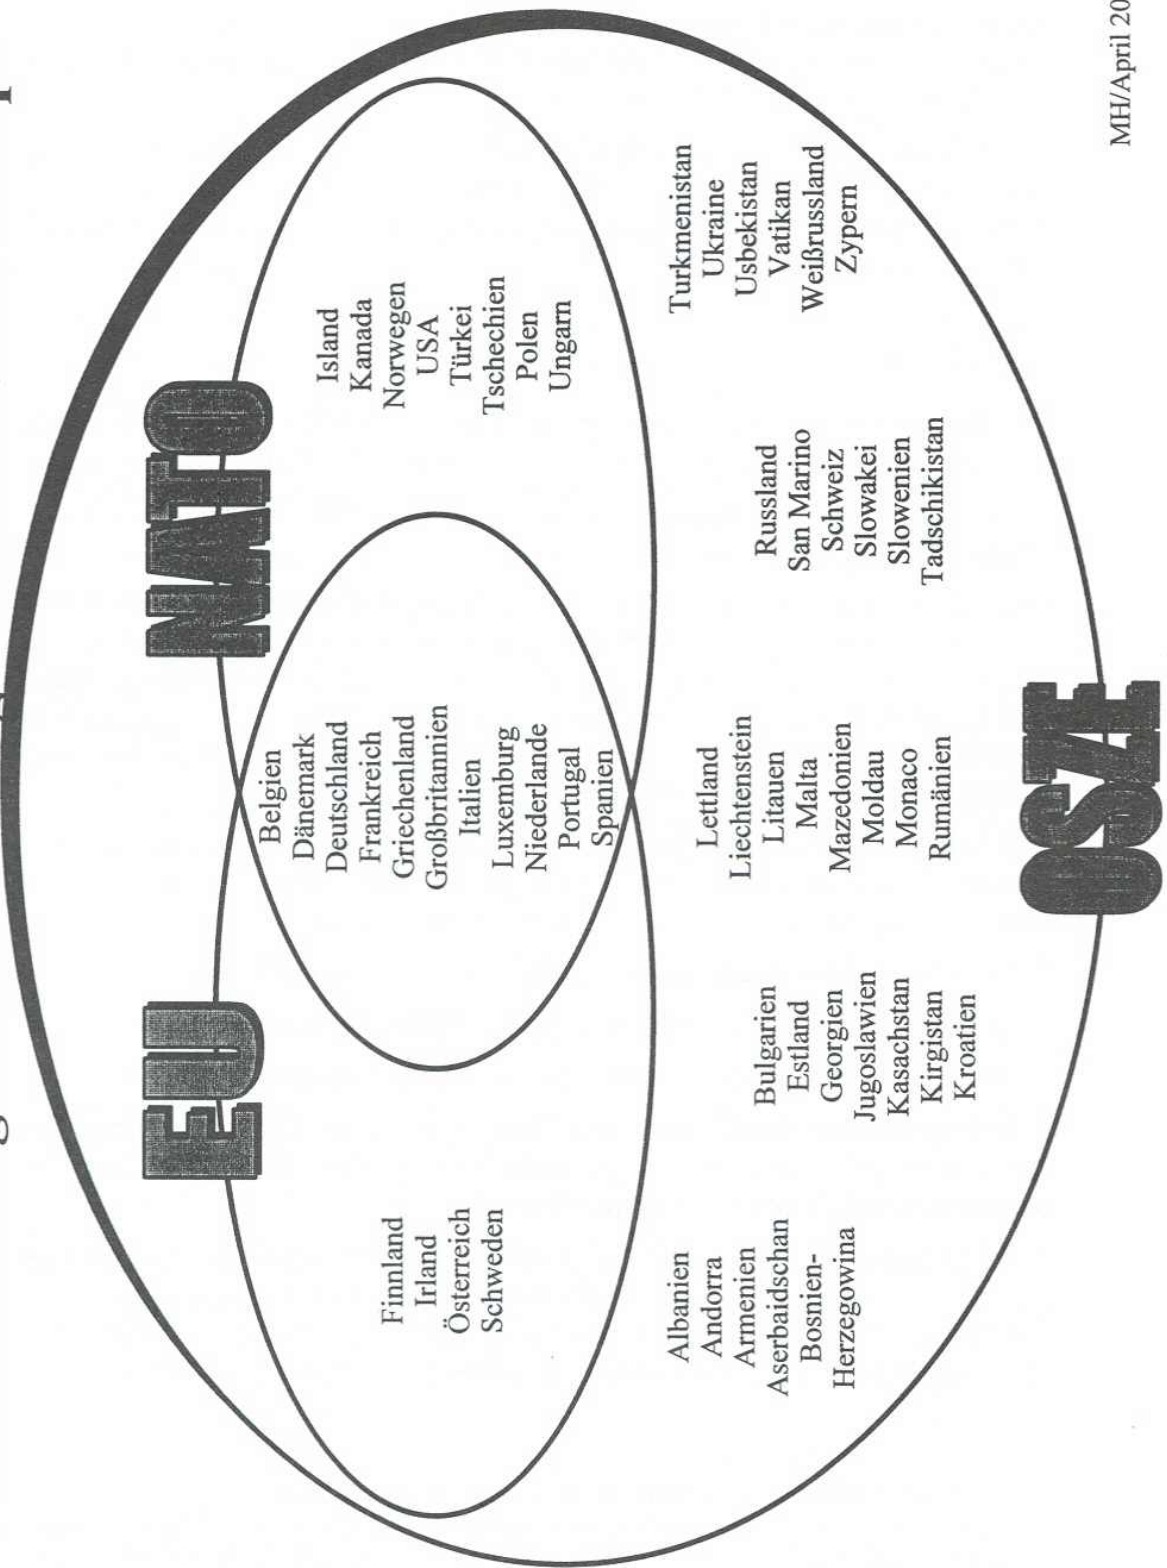 EU
NATO
Finnland
Irland
Österreich
Schweden
Belgien
Dänemark
Deutschland
Frankreich
Griechenland
Großbritannien
Italien
Luxemburg
Niederlande
Portugal
Spanien
Island
Kanada
Norwegen
USA
Türkei
Tschechien
Polen
Ungarn
Albanien
Andorra
Armenien
Aserbaidschan
Bosnien-
Herzegowina
Bulgarien
Estland
Georgien
Jugoslawien
Kasachstan
Kirgistan
Kroatien
Lettland
Liechtenstein
Litauen
Malta
Mazedonien
Moldau
Monaco
Rumänien
Russland
San Marino
Schweiz
Slowakei
Slowenien
Tadschikistan
Turkmenistan
Ukraine
Usbekistan
Vatikan
Weißrussland
Zypern
OSZE
MH/April 20